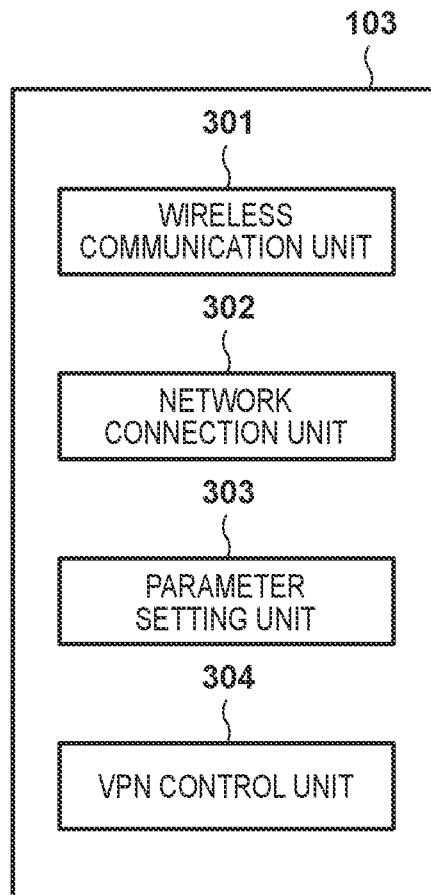 103
301
WIRELESS
COMMUNICATION UNIT
302
NETWORK
CONNECTION UNIT
303
PARAMETER
SETTING UNIT
304
VPN CONTROL UNIT